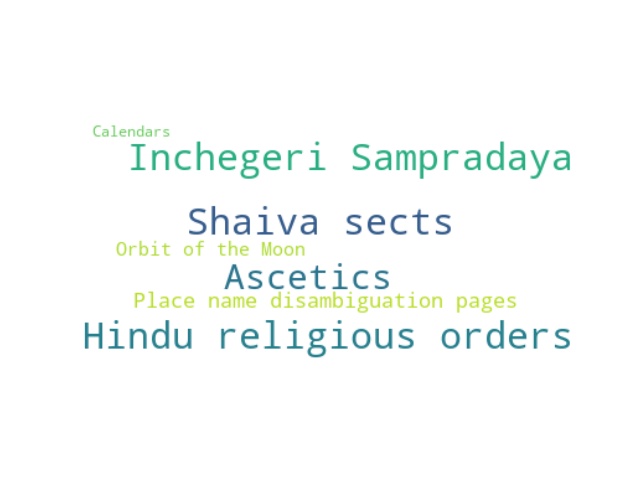 Calendars
Inchegeri Sampradaya
Shaiva sects
Orbit of the Moon
Ascetics
Place name disambiguation pages
Hindu religious orders